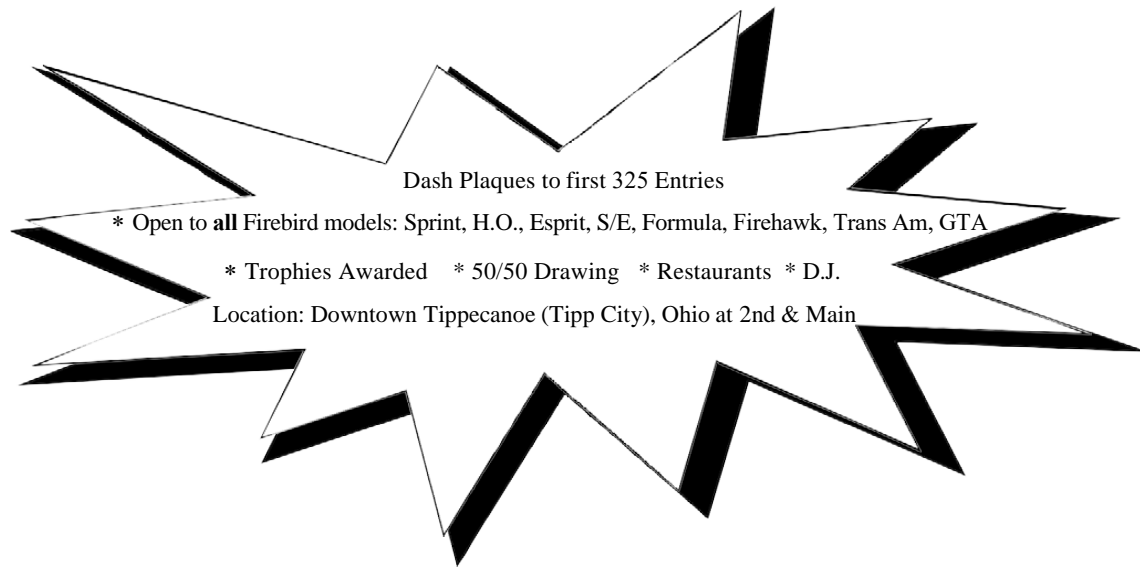 Dash Plaques to first 325 Entries
* Open to all Firebird models: Sprint, H.O., Esprit, S/E, Formula, Firehawk, Trans Am, GTA
* Trophies Awarded * 50/50 Drawing * Restaurants * D.J.
Location: Downtown Tippecanoe (Tipp City), Ohio at 2nd & Main